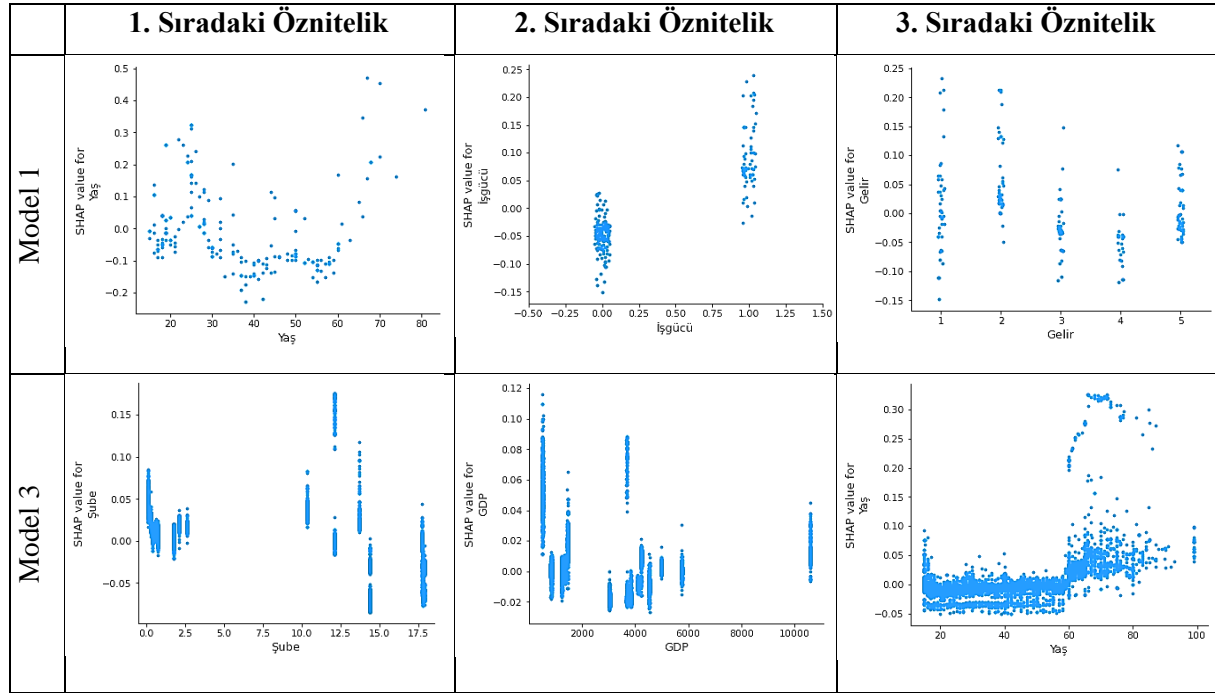 1. Sıradaki Öznitelik
2. Sıradaki Öznitelik
3. Sıradaki Öznitelik
Model 1
SHAP value for
Yaş
0.5
0.4
0.3
0.2
0.1
0.0
−0.1
−0.2
20 30 40 50 60 70 80
Yaş
SHAP value for
İşgücü
0.25
0.20
0.15
0.10
0.05
0.00
−0.05
−0.10
−0.15
−0.50 −0.25 0.00 0.25 0.50 0.75 1.00 1.25 1.50
İşgücü
SHAP value for
Gelir
0.25
0.20
0.15
0.10
0.05
0.00
−0.05
−0.10
−0.15
1 2 3 4 5
Gelir
Model 3
SHAP value for
Şube
0.15
0.10
0.05
0.00
−0.05
0.0 2.5 5.0 7.5 10.0 12.5 15.0 17.5
Şube
SHAP value for
GDP
0.12
0.10
0.08
0.06
0.04
0.02
0.00
−0.02
2000 4000 6000 8000 10000
GDP
SHAP value for
Yaş
0.30
0.25
0.20
0.15
0.10
0.05
0.00
−0.05
20 40 60 80 100
Yaş